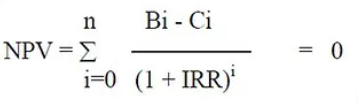 n Bi - Ci
NPV = Σ = 0
i=0 (1 + IRR)^i